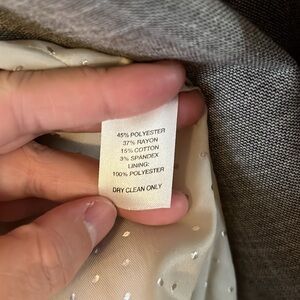 45% POLYESTER
37% RAYON
15% COTTON
3% SPANDEX
LINING:
100% POLYESTER
DRY CLEAN ONLY